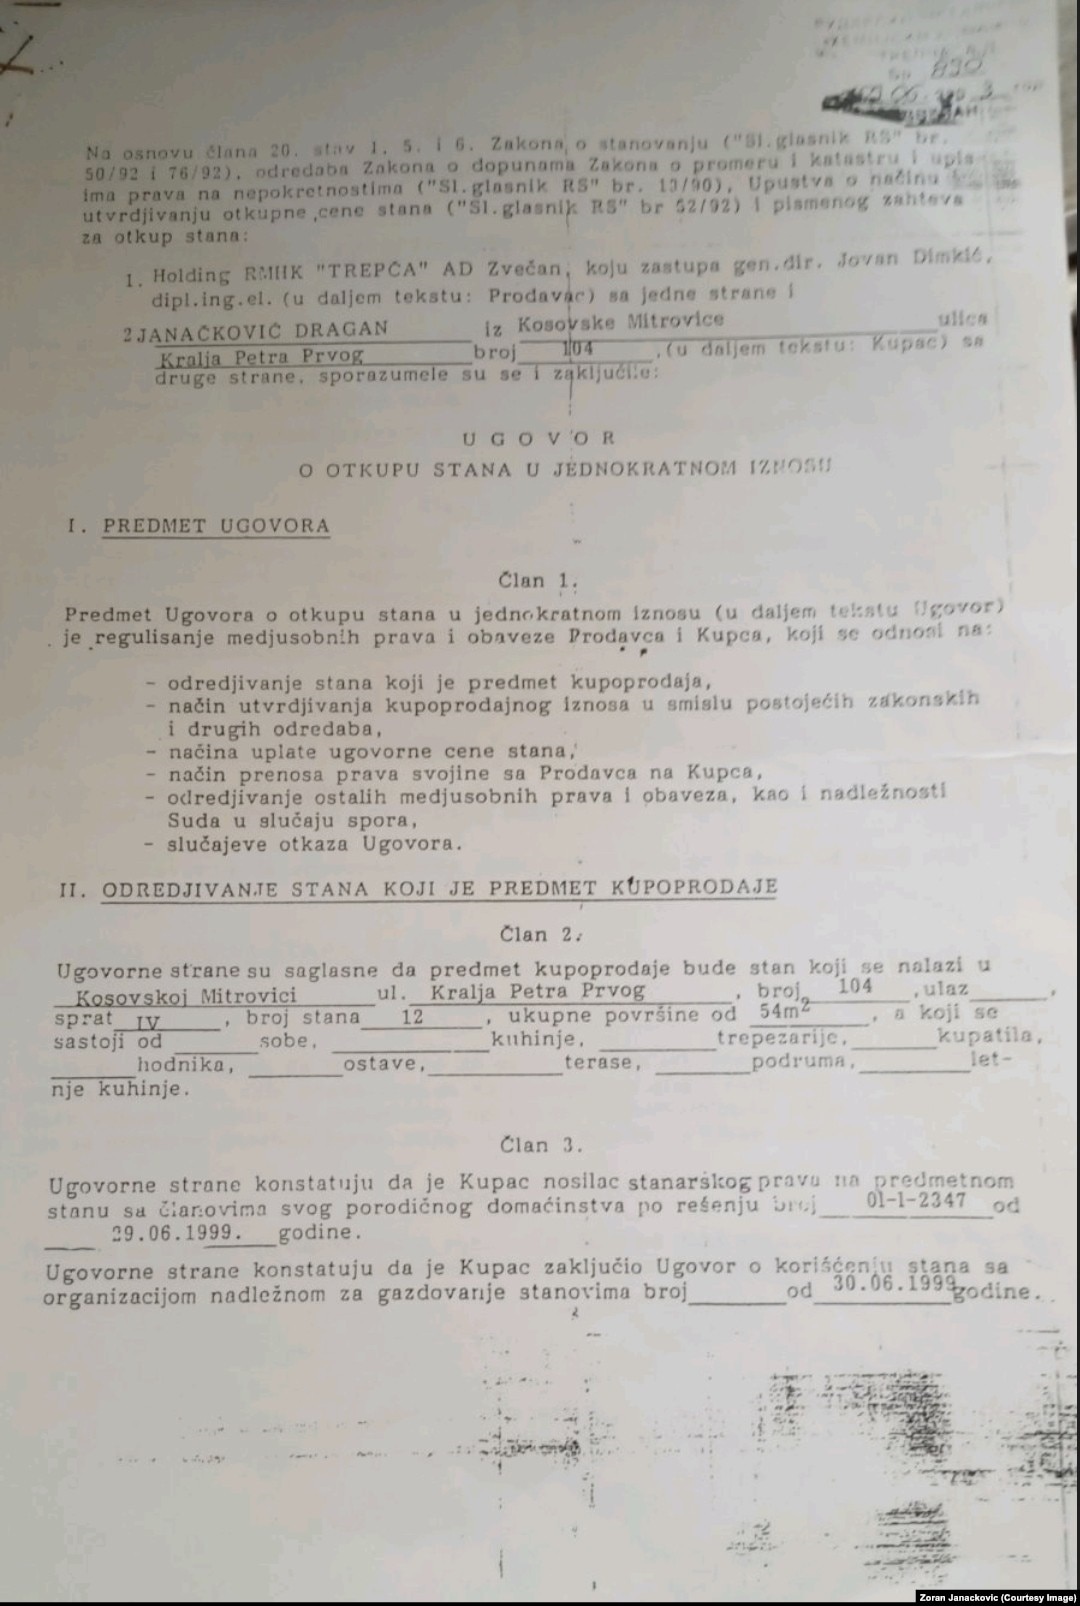 830
Na osnovu člana 20. stav 1. 5. i 6. Zakona o stanovanju ("Sl.glasnik RS" br.
50/92 i 76/92), odredaba Zakona o dopunama Zakona o promeru i katastru i upis-
ima prava na nepokretnostima ("Sl.glasnik RS" br. Upustva o načinu
utvrdjivanju otkupne cene stana ("Sl.glasnik RS" br 52/92) i pismenog zahteva
za otkup stana:
1. Holding RMHK "TREPČA" AD Zvečan, koju zastupa gen.dir. Jovan Dimkić,
dipl.ing.el. (u daljem tekstu: Prodavac) sa jedne strane i
2 JANAČKOVIĆ DRAGAN iz Kosovske Mitrovice ulica
Kralja Petra Prvog broj 104 ,(u daljem tekstu: Kupac) sa
druge strane, sporazumele su se i zaključile:
U G O V O R
O OTKUPU STANA U JEDNOKRATNOM IZNOSU
I. PREDMET UGOVORA
Član 1.
Predmet Ugovora o otkupu stana u jednokratnom iznosu (u daljem tekstu Ugovor)
je regulisanje medjusobnih prava i obaveze Prodavca i Kupca, koji se odnosi na:
- odredjivanje stana koji je predmet kupoprodaja,
- način utvrdjivanja kupoprodajnog iznosa u smislu postojećih zakonskih
i drugih odredaba,
- načina uplate ugovorne cene stana,
- način prenosa prava svojine sa Prodavca na Kupca,
- odredjivanje ostalih medjusobnih prava i obaveza, kao i nadležnosti
Suda u slučaju spora,
- slučajeve otkaza Ugovora.
II. ODREDJIVANJE STANA KOJI JE PREDMET KUPOPRODAJE
Član 2.
Ugovorne strane su saglasne da predmet kupoprodaje bude stan koji se nalazi u
Kosovskoj Mitrovici ul. Kralja Petra Prvog , broj 104 ,ulaz ,
sprat IV , broj stana 12 , ukupne površine od 54m² , a koji se
sastoji od sobe, kuhinje, trepezarije, kupatila,
hodnika, ostave, terase, podruma, let-
nje kuhinje.
Član 3.
Ugovorne strane konstatuju da je Kupac nosilac stanarskog pravu na predmetnom
stanu sa članovima svog porodičnog domaćinstva po rešenju broj 01-1-2347 od
29.06.1999. godine.
Ugovorne strane konstatuju da je Kupac zaključio Ugovor o korišćenju stana sa
organizacijom nadležnom za gazdovanje stanovima broj od 30.06.1999 godine.
Zoran Janackovic (Courtesy Image)